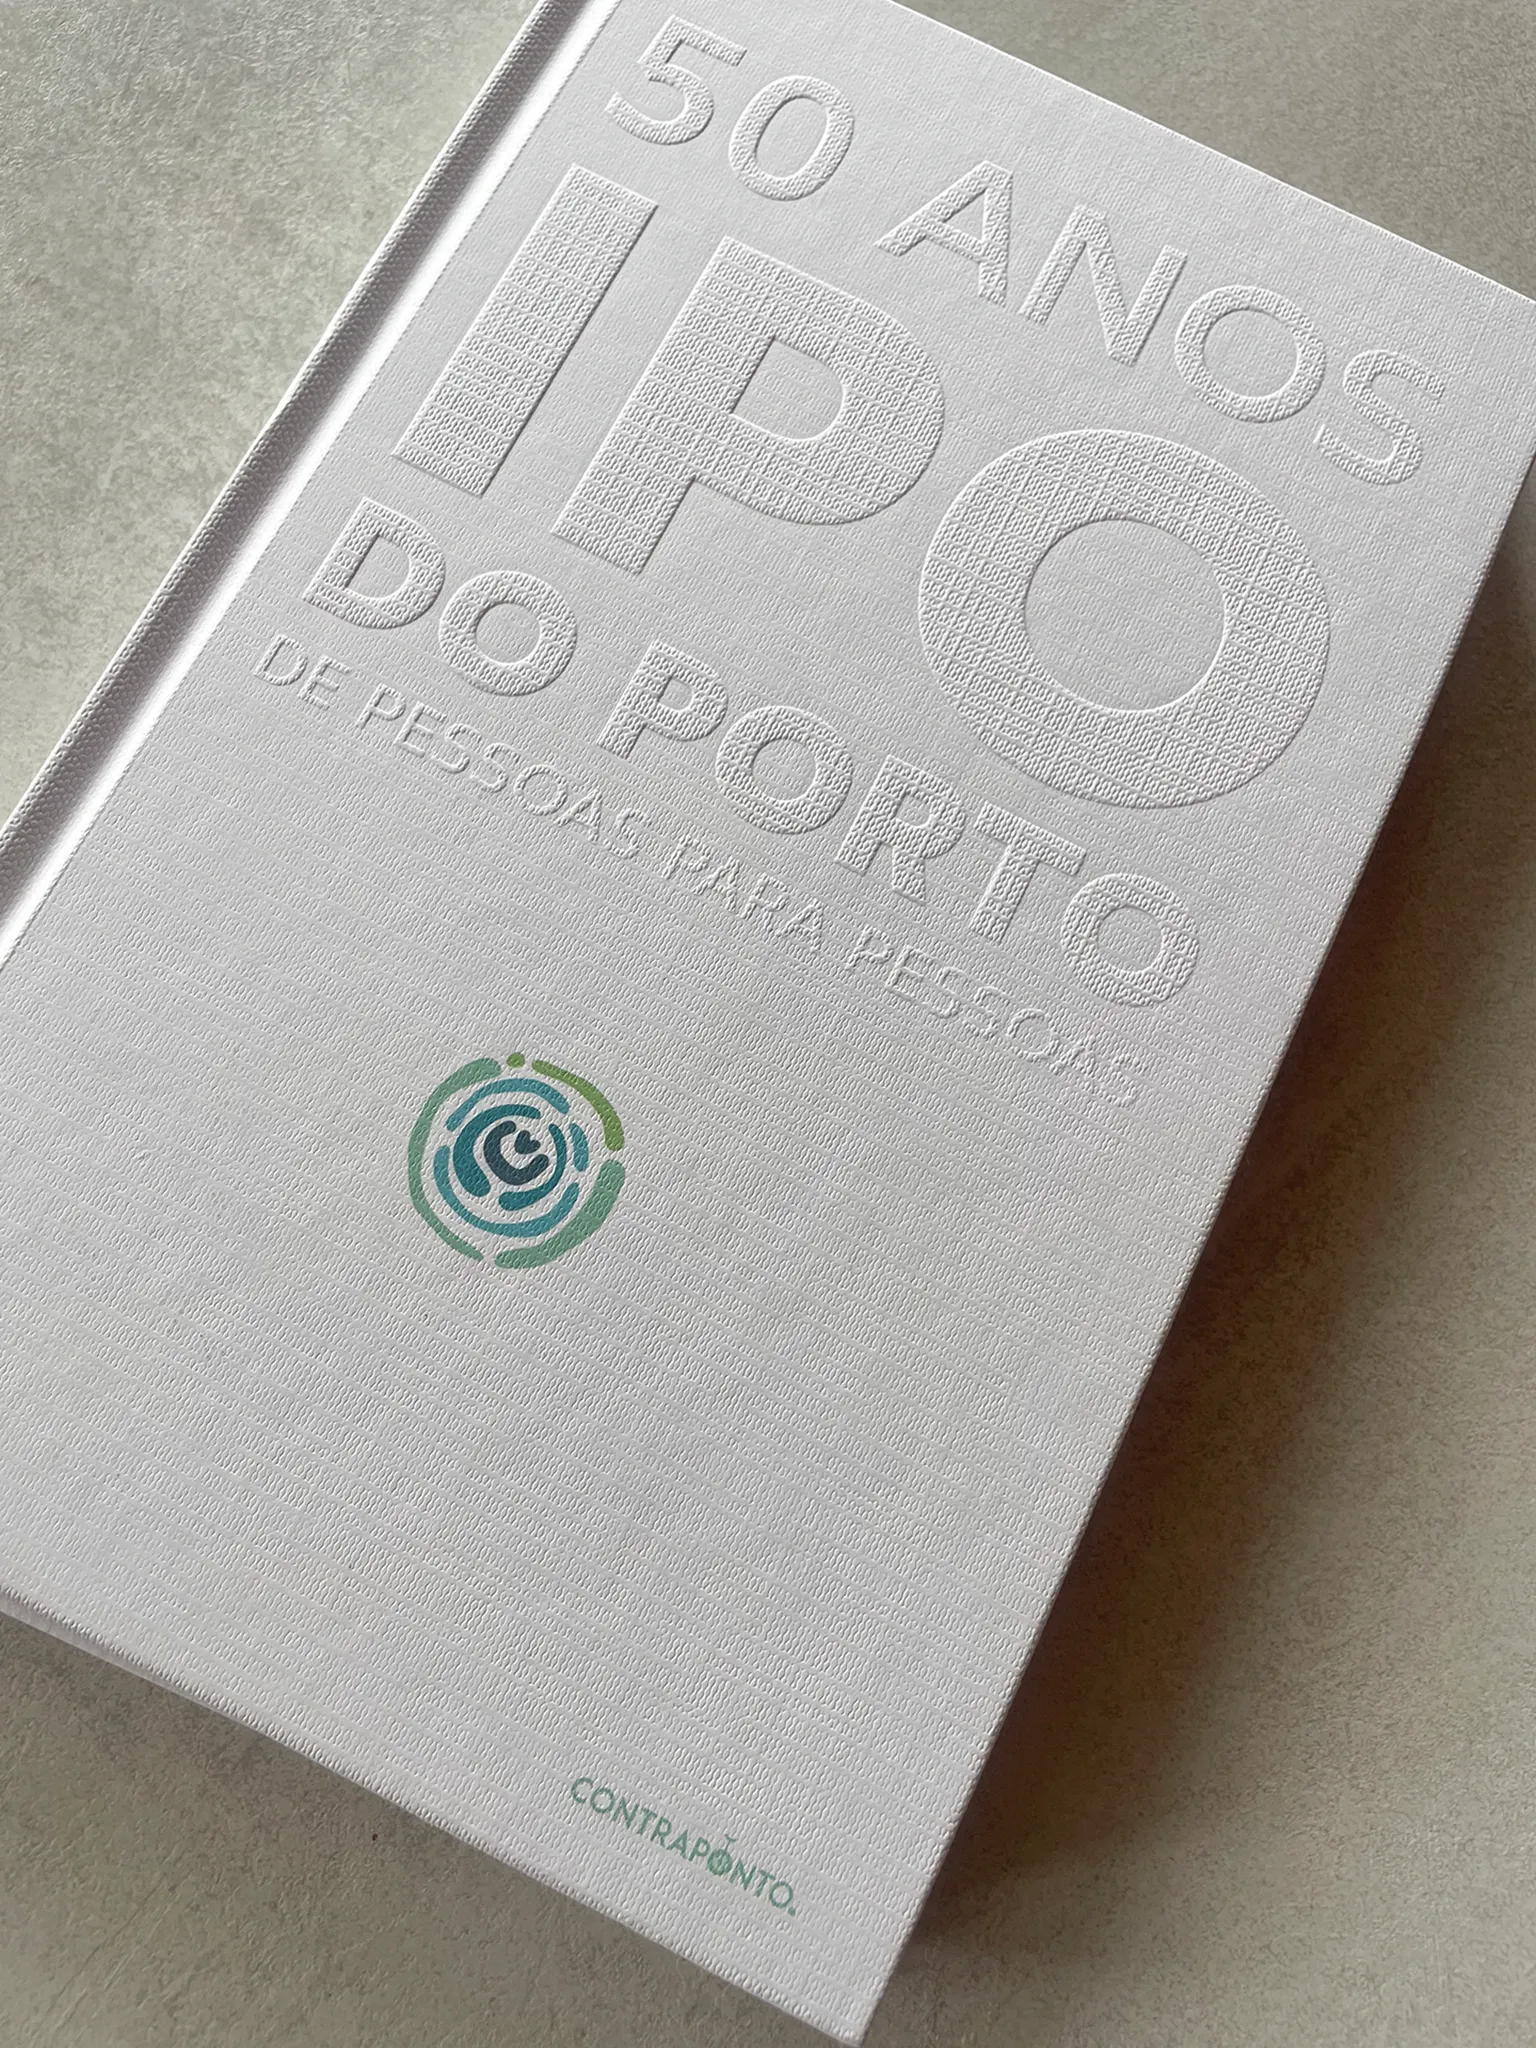 50 ANOS
IPO
DO PORTO
DE PESSOAS PARA PESSOAS
CONTRAPONTO.